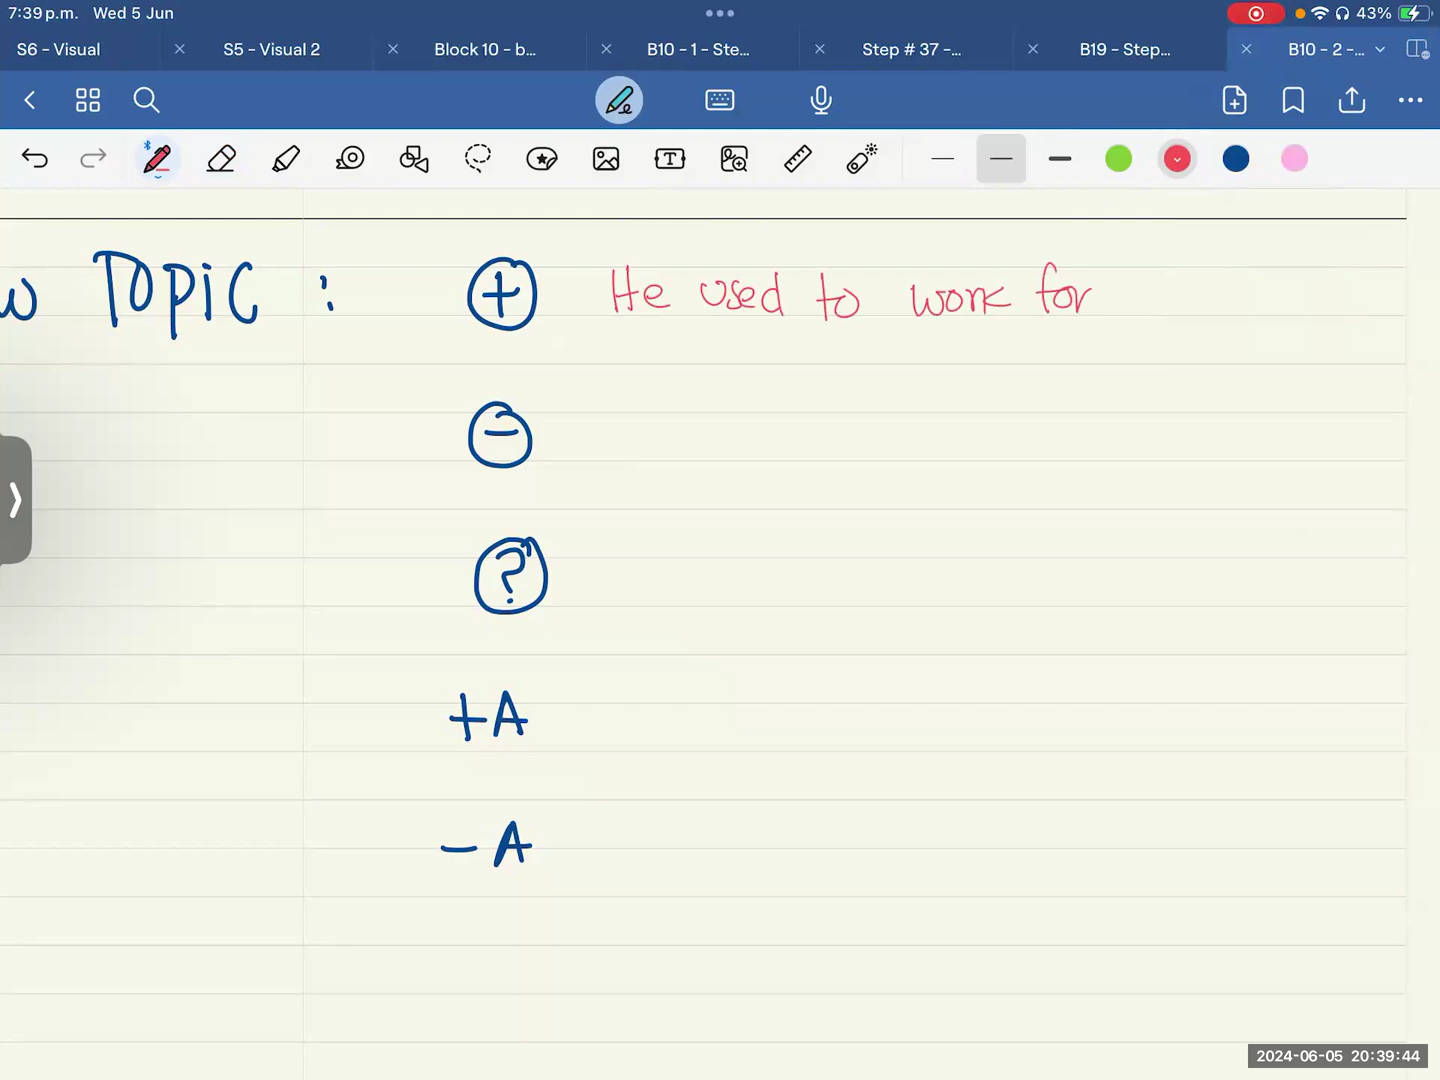 7:39 p.m. Wed 5 Jun
43%
S6 - Visual
S5 - Visual 2
Block 10 - b...
B10 - 1 - Ste...
Step # 37 -...
B19 - Step...
B10 - 2 -...
w Topic : + He used to work for
−
?
+A
− A
2024-06-05 20:39:44